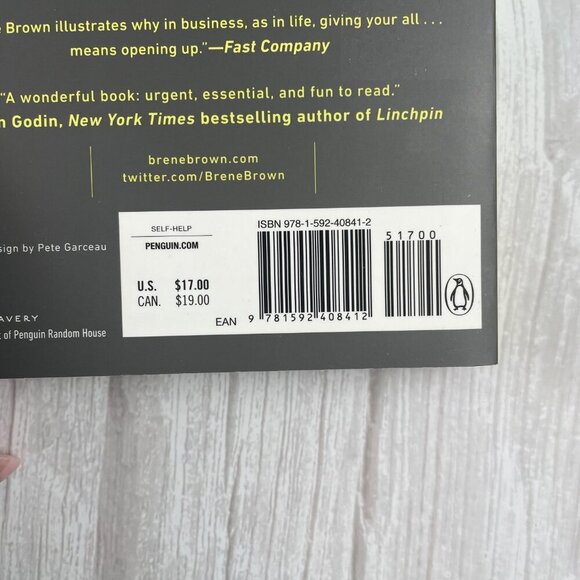 e Brown illustrates why in business, as in life, giving your all . . .
means opening up.”—Fast Company
“A wonderful book: urgent, essential, and fun to read.”
n Godin, New York Times bestselling author of Linchpin
brenebrown.com
twitter.com/BreneBrown
sign by Pete Garceau
AVERY
of Penguin Random House
SELF-HELP
PENGUIN.COM
U.S. $17.00
CAN. $19.00
ISBN 978-1-592-40841-2
51700
EAN 9 781592 408412